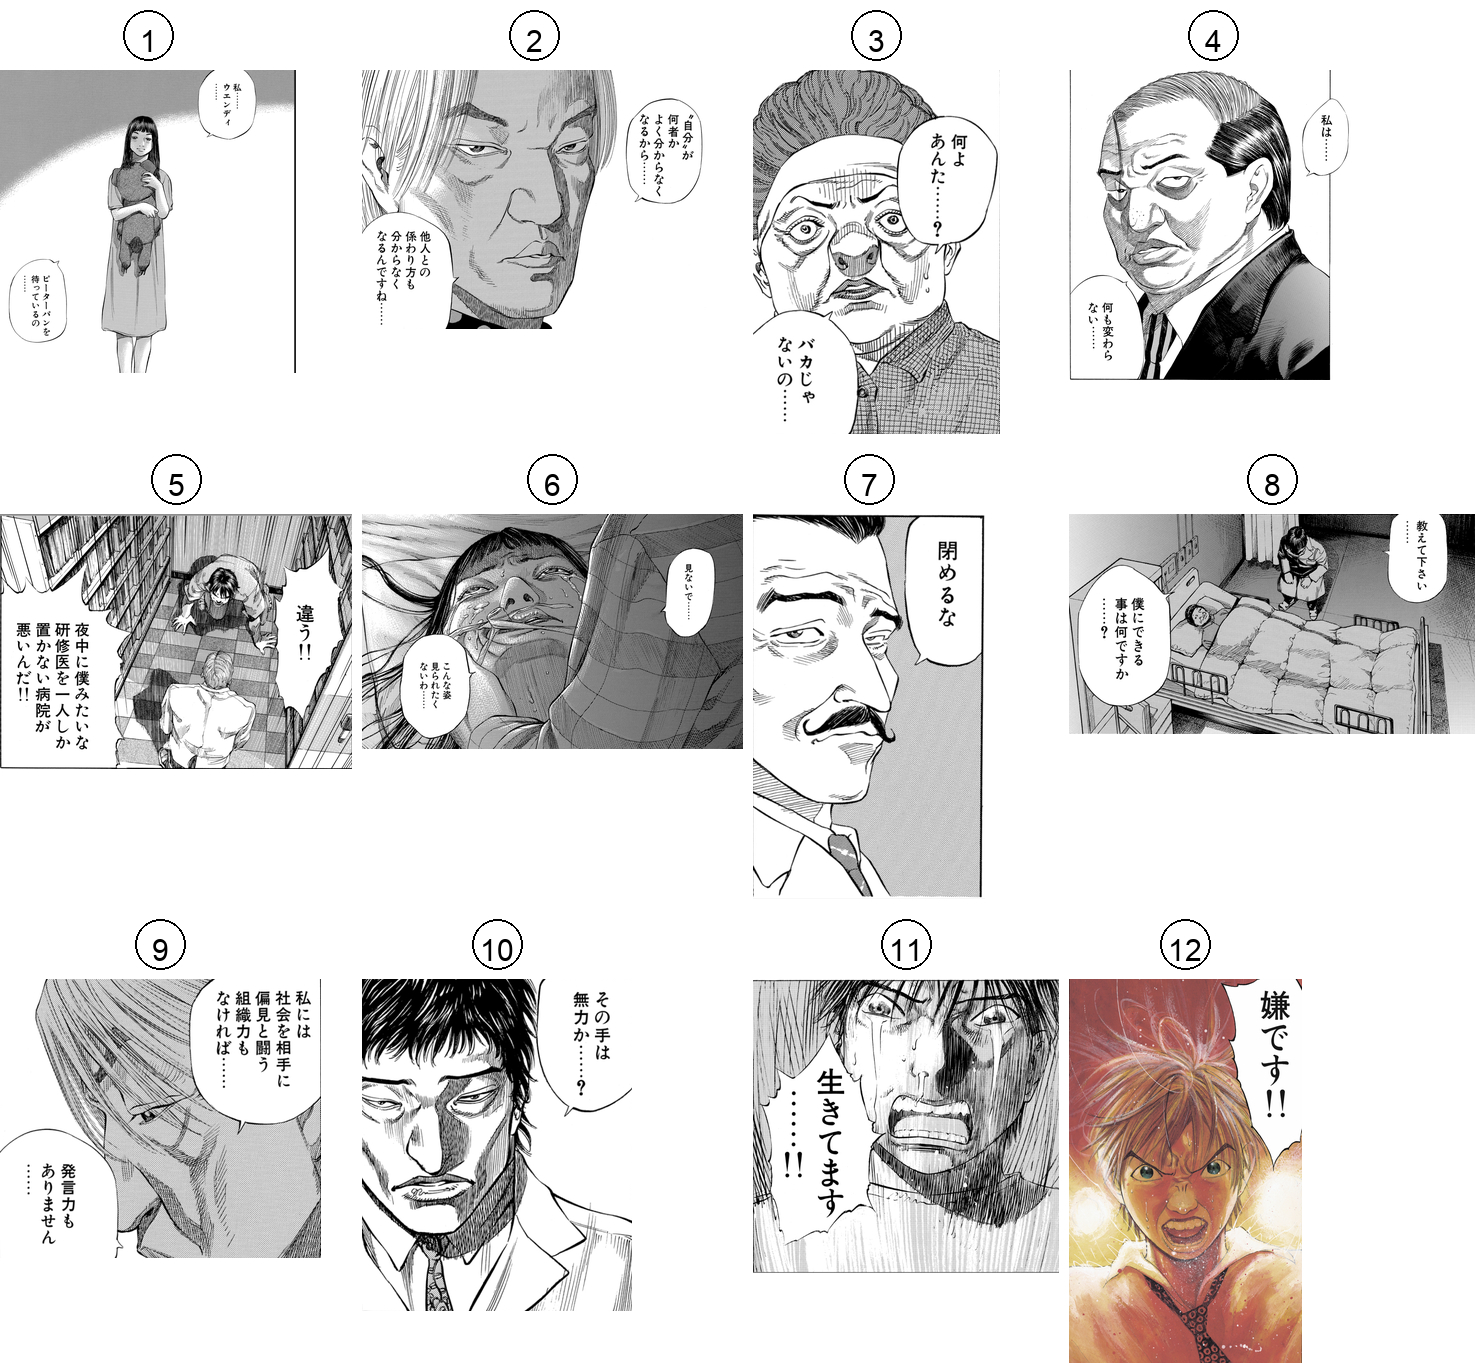 1
私……
ウエンディ
……
ピーターパンを
待っているの
……
2
〝自分〟が
何者か
よく分からなく
なるから……
他人との
係わり方も
分からなく
なるんですね……
3
何よ
あんた……?
バカじゃ
ないの……
4
私は……
何も変わら
ない……
5
違う!!
夜中に僕みたいな
研修医を一人しか
置かない病院が
悪いんだ!!
6
見ないで……
こんな姿
見られたく
ないわ……
7
閉めるな
8
教えて下さい
……
僕にできる
事は何ですか
……?
9
私には
社会を相手に
偏見と闘う
組織力も
なければ……
発言力も
ありません
……
10
その手は
無力か……?
11
生きてます
……!!
12
嫌です!!